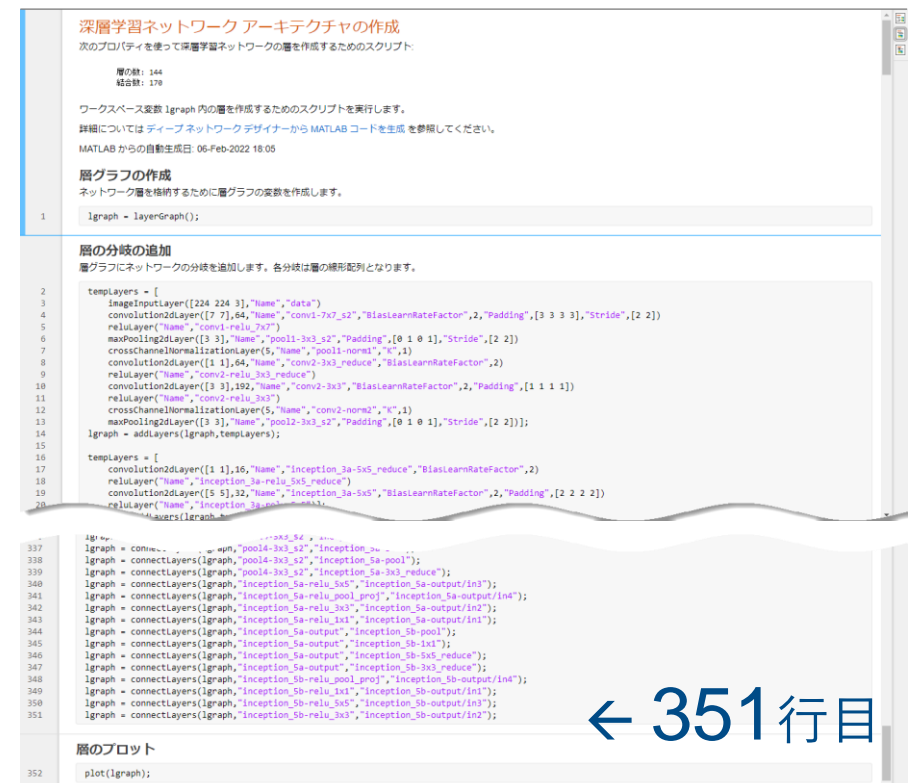 深層学習ネットワーク アーキテクチャの作成
次のプロパティを使って深層学習ネットワークの層を作成するためのスクリプト:
層の数: 144
結合数: 170
ワークスペース変数 lgraph 内の層を作成するためのスクリプトを実行します。
詳細については ディープ ネットワーク デザイナーから MATLAB コードを生成 を参照してください。
MATLAB からの自動生成日: 06-Feb-2022 18:05
層グラフの作成
ネットワーク層を格納するために層グラフの変数を作成します。
1 lgraph = layerGraph();
層の分岐の追加
層グラフにネットワークの分岐を追加します。各分岐は層の線形配列となります。
2 tempLayers = [
3 imageInputLayer([224 224 3],"Name","data")
4 convolution2dLayer([7 7],64,"Name","conv1-7x7_s2","BiasLearnRateFactor",2,"Padding",[3 3 3 3],"Stride",[2 2])
5 reluLayer("Name","conv1-relu_7x7")
6 maxPooling2dLayer([3 3],"Name","pool1-3x3_s2","Padding",[0 1 0 1],"Stride",[2 2])
7 crossChannelNormalizationLayer(5,"Name","pool1-norm1","K",1)
8 convolution2dLayer([1 1],64,"Name","conv2-3x3_reduce","BiasLearnRateFactor",2)
9 reluLayer("Name","conv2-relu_3x3_reduce")
10 convolution2dLayer([3 3],192,"Name","conv2-3x3","BiasLearnRateFactor",2,"Padding",[1 1 1 1])
11 reluLayer("Name","conv2-relu_3x3")
12 crossChannelNormalizationLayer(5,"Name","conv2-norm2","K",1)
13 maxPooling2dLayer([3 3],"Name","pool2-3x3_s2","Padding",[0 1 0 1],"Stride",[2 2])];
14 lgraph = addLayers(lgraph,tempLayers);
15
16 tempLayers = [
17 convolution2dLayer([1 1],16,"Name","inception_3a-5x5_reduce","BiasLearnRateFactor",2)
18 reluLayer("Name","inception_3a-relu_5x5_reduce")
19 convolution2dLayer([5 5],32,"Name","inception_3a-5x5","BiasLearnRateFactor",2,"Padding",[2 2 2 2])
20 reluLayer("Name","inception_3a-
337 lgraph = "pool4-3x3_s2",
338 lgraph = connectLayers(lgraph,"pool4-3x3_s2","inception_5a-pool");
339 lgraph = connectLayers(lgraph,"pool4-3x3_s2","inception_5a-3x3_reduce");
340 lgraph = connectLayers(lgraph,"inception_5a-relu_5x5","inception_5a-output/in3");
341 lgraph = connectLayers(lgraph,"inception_5a-relu_pool_proj","inception_5a-output/in4");
342 lgraph = connectLayers(lgraph,"inception_5a-relu_3x3","inception_5a-output/in2");
343 lgraph = connectLayers(lgraph,"inception_5a-relu_1x1","inception_5a-output/in1");
344 lgraph = connectLayers(lgraph,"inception_5a-output","inception_5b-pool");
345 lgraph = connectLayers(lgraph,"inception_5a-output","inception_5b-1x1");
346 lgraph = connectLayers(lgraph,"inception_5a-output","inception_5b-5x5_reduce");
347 lgraph = connectLayers(lgraph,"inception_5a-output","inception_5b-3x3_reduce");
348 lgraph = connectLayers(lgraph,"inception_5b-relu_pool_proj","inception_5b-output/in4");
349 lgraph = connectLayers(lgraph,"inception_5b-relu_1x1","inception_5b-output/in1");
350 lgraph = connectLayers(lgraph,"inception_5b-relu_5x5","inception_5b-output/in3");
351 lgraph = connectLayers(lgraph,"inception_5b-relu_3x3","inception_5b-output/in2");
← 351行目
層のプロット
352 plot(lgraph);